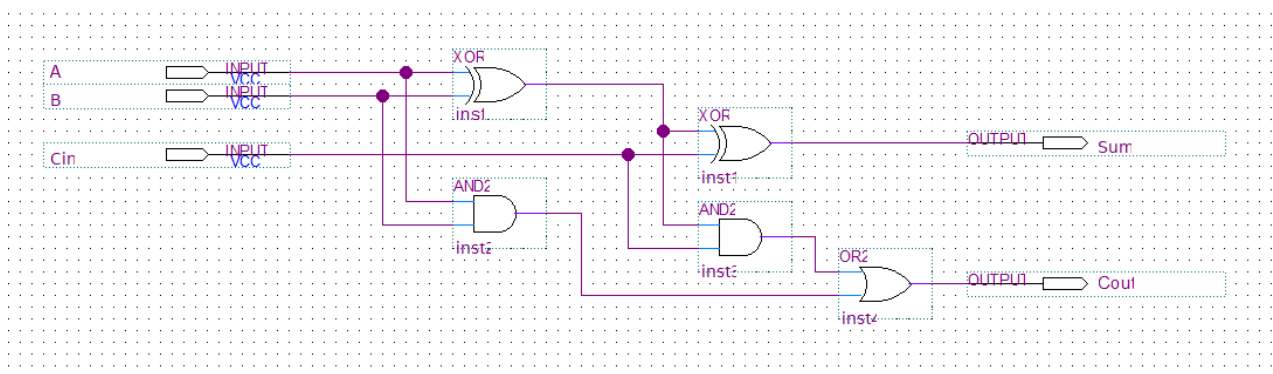 XOR
A INPUT
VCC
B INPUT
VCC
inst
XOR
OUTPUT Sum
Cin INPUT
VCC
inst1
AND2
AND2
inst2
OR2
inst3
OUTPUT Cout
inst4